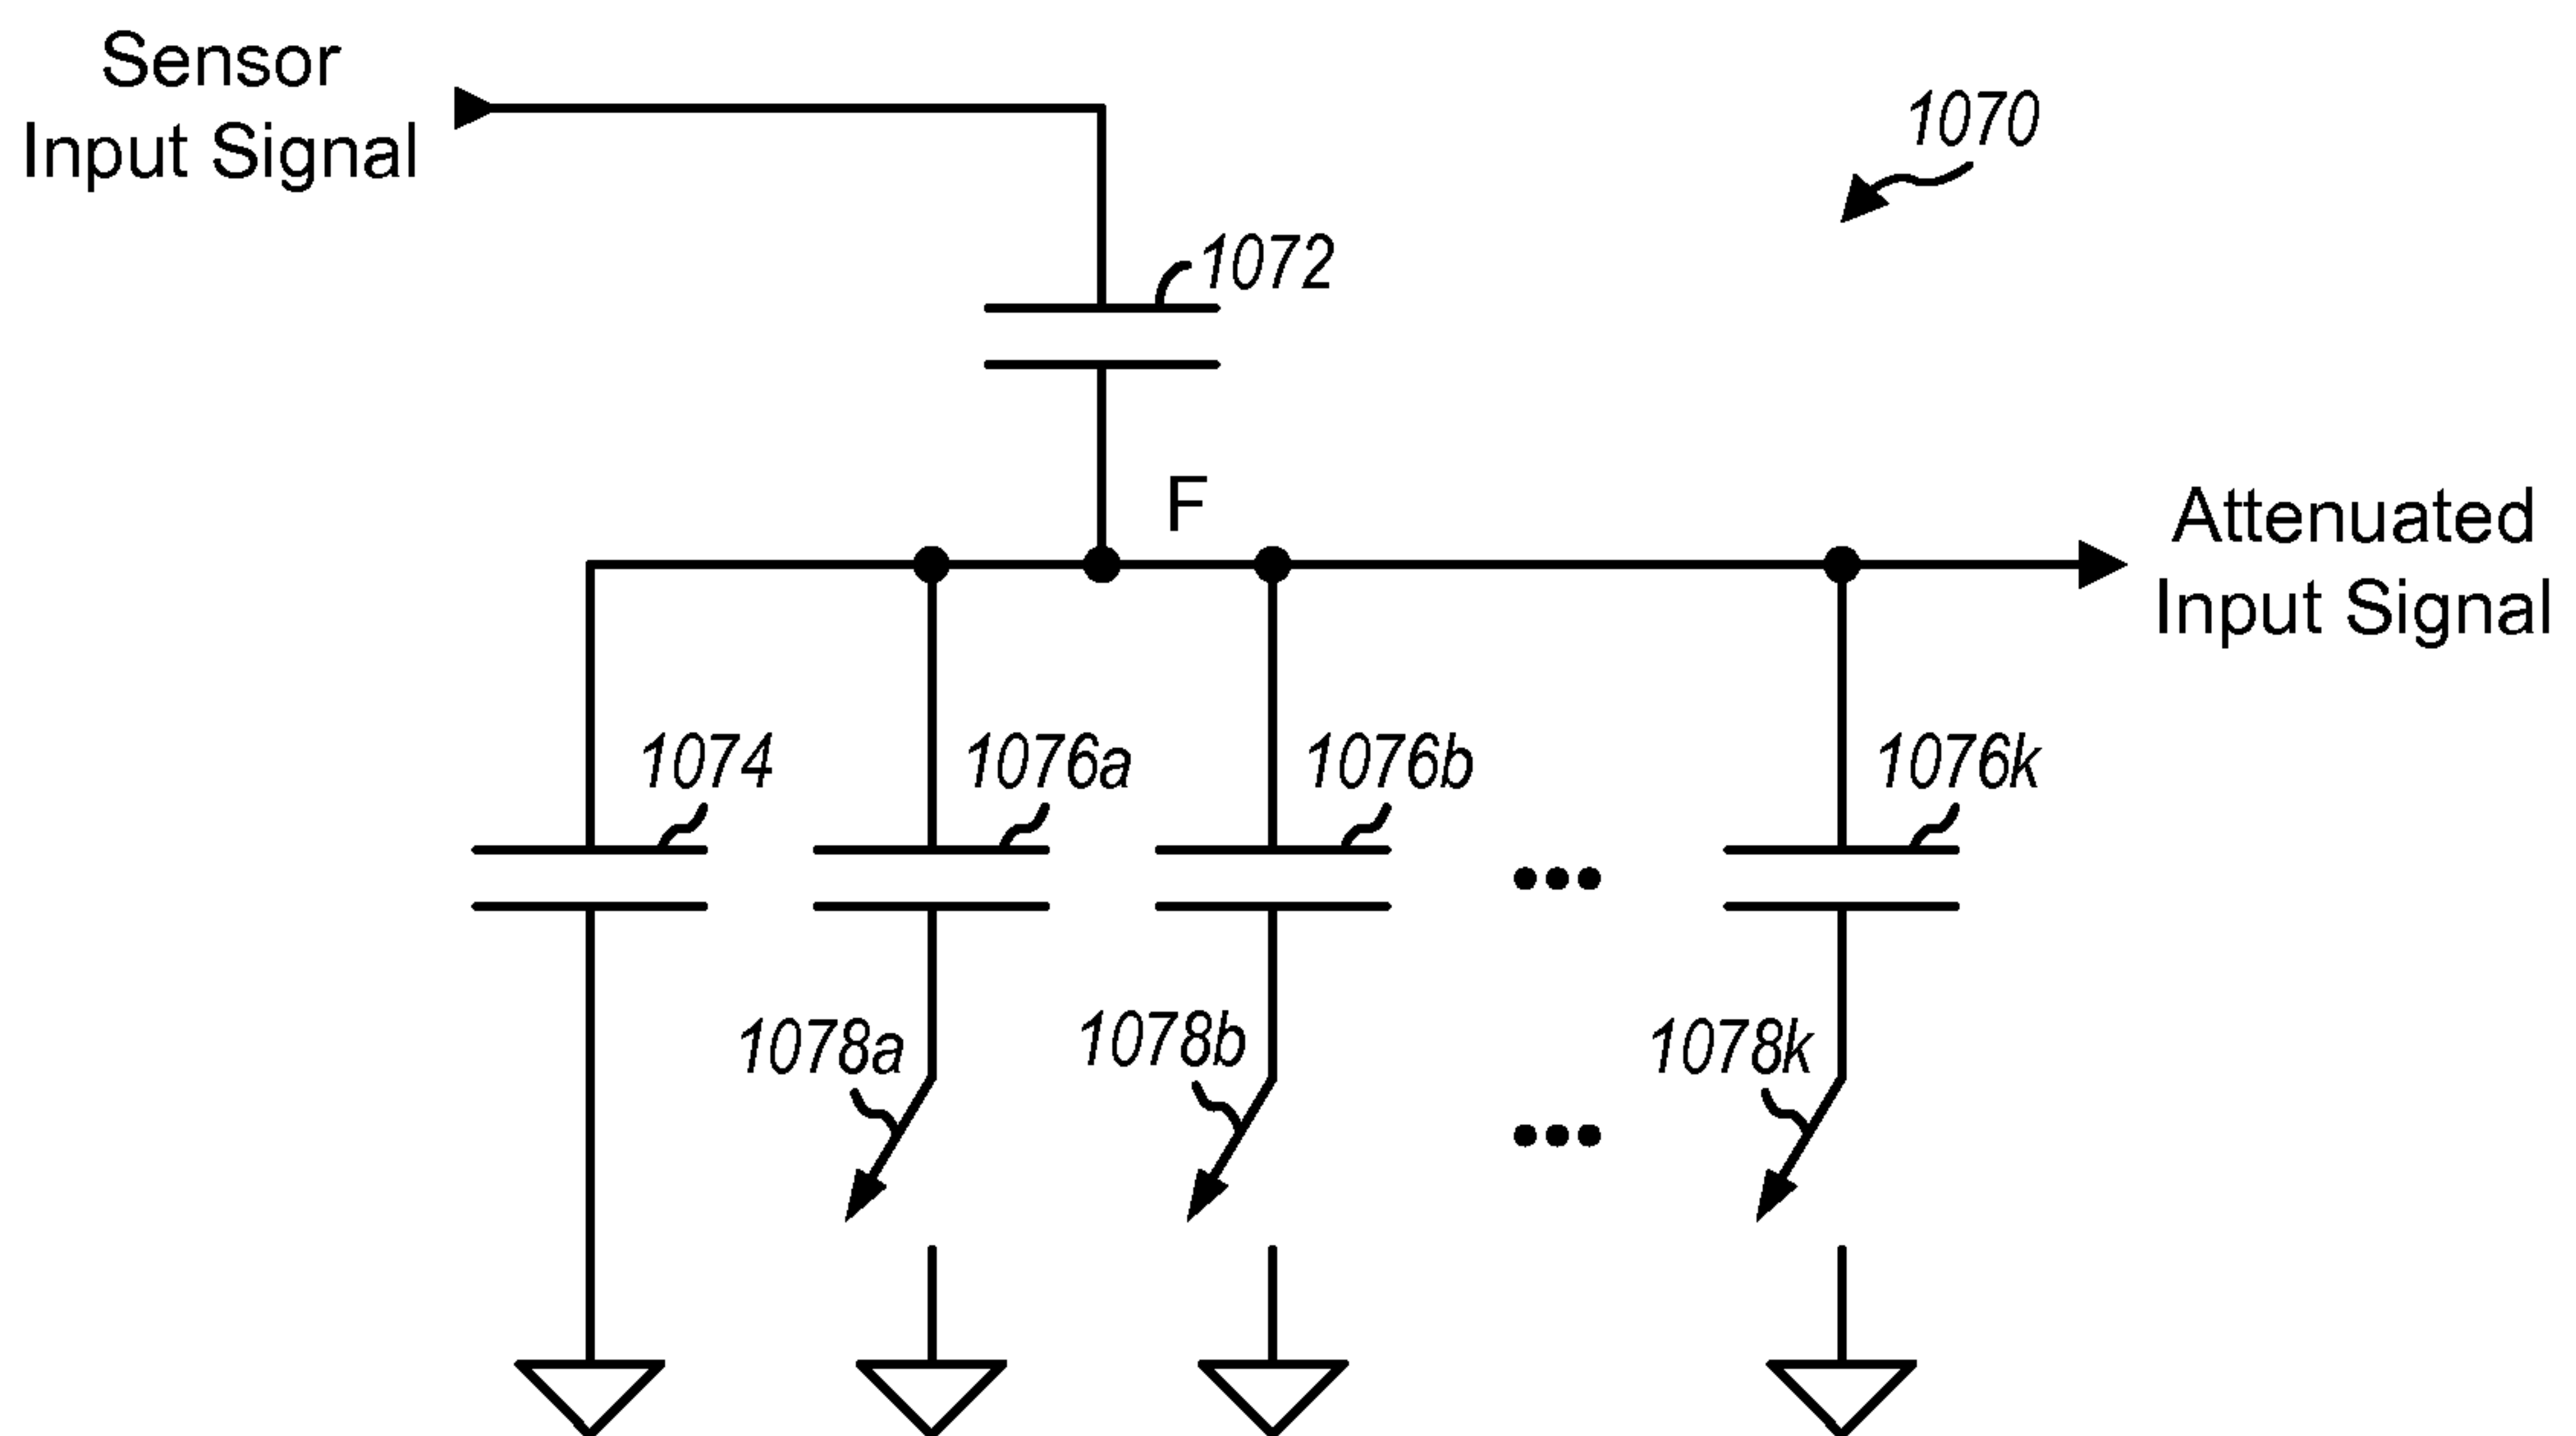 Sensor
Input Signal
1070
1072
F
Attenuated
Input Signal
1074
1076a
1076b
1076k
1078a
1078b
1078k